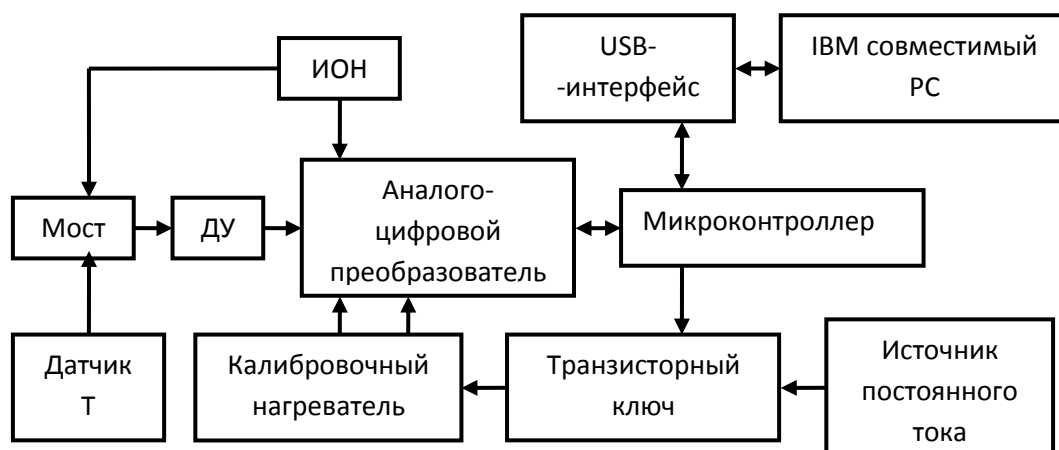 ИОН
USB-
-интерфейс
IBM совместимый
PC
Аналого-
цифровой
преобразователь
Мост
ДУ
Микроконтроллер
Датчик
Т
Калибровочный
нагреватель
Транзисторный
ключ
Источник
постоянного
тока